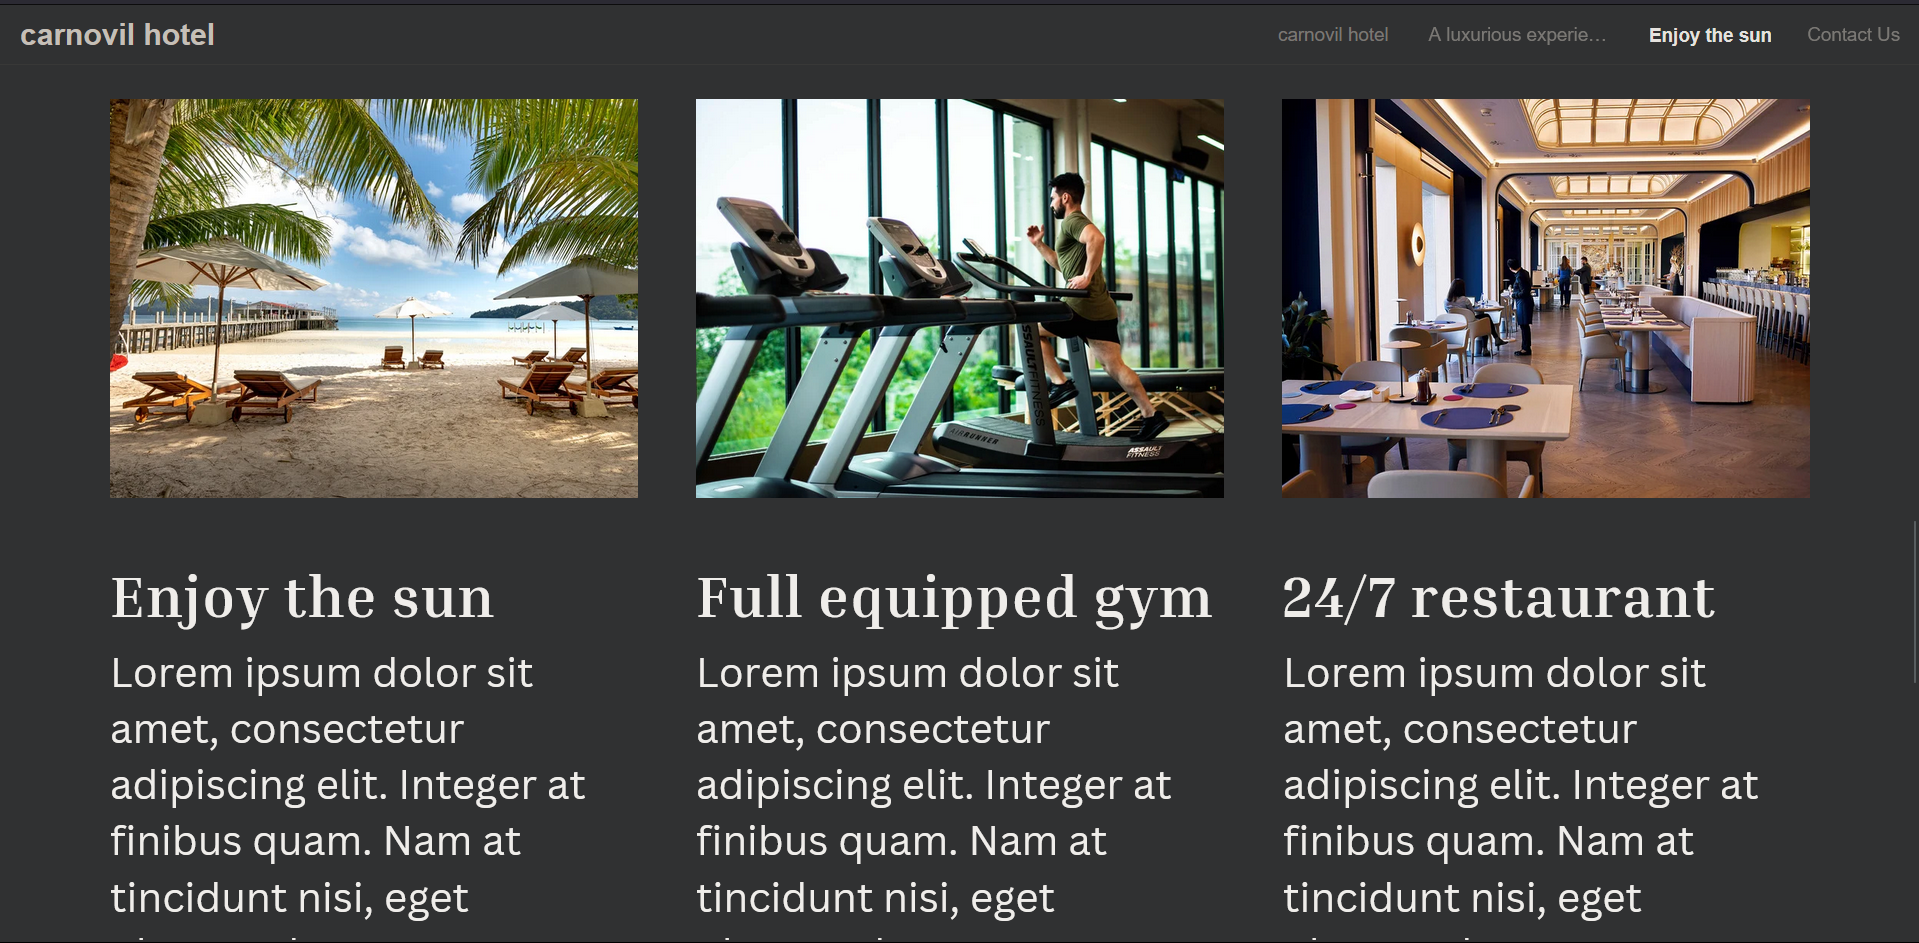 carnovil hotel
carnovil hotel
A luxurious experie...
Enjoy the sun
Contact Us
ASSAULT FITNESS
AIRRUNNER
ASSAULT
FITNESS
Enjoy the sun
Full equipped gym
24/7 restaurant
Lorem ipsum dolor sit
amet, consectetur
adipiscing elit. Integer at
finibus quam. Nam at
tincidunt nisi, eget
Lorem ipsum dolor sit
amet, consectetur
adipiscing elit. Integer at
finibus quam. Nam at
tincidunt nisi, eget
Lorem ipsum dolor sit
amet, consectetur
adipiscing elit. Integer at
finibus quam. Nam at
tincidunt nisi, eget